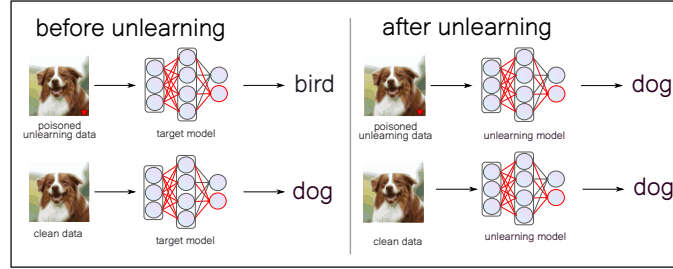 before unlearning
bird
poisoned
unlearning data
target model
dog
clean data
target model
after unlearning
dog
poisoned
unlearning data
unlearning model
dog
clean data
unlearning model